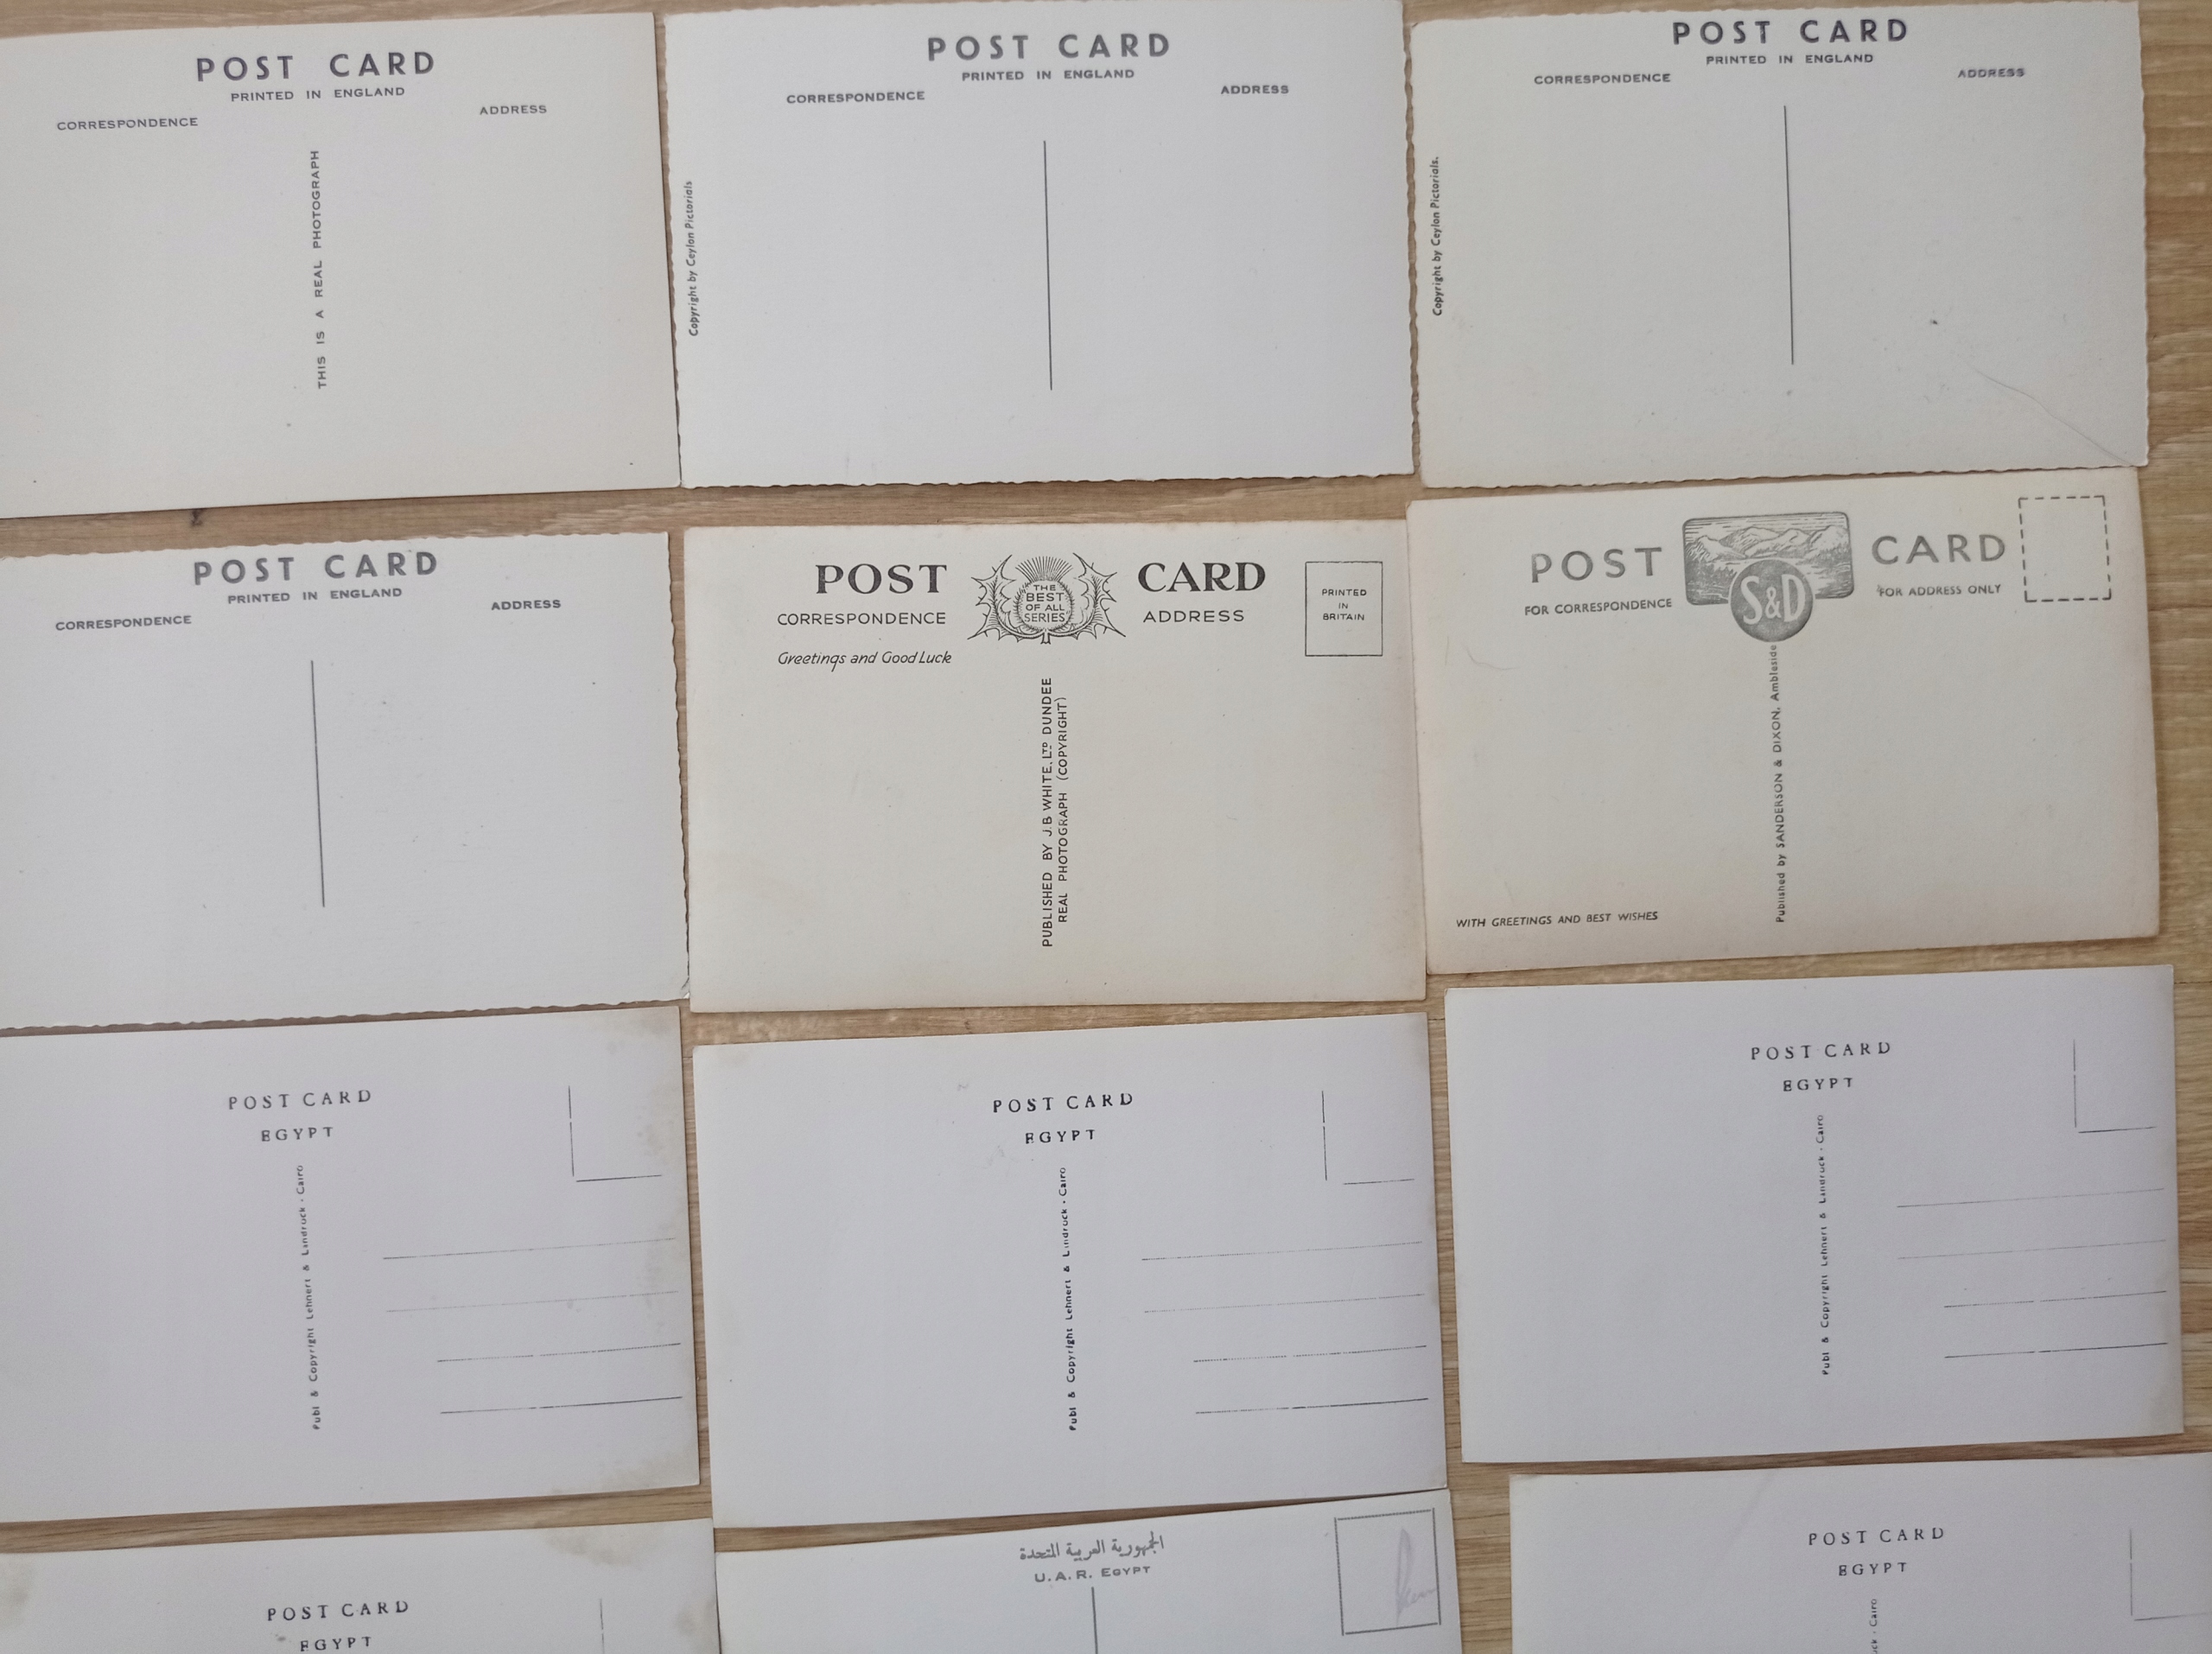 POST CARD
PRINTED IN ENGLAND
CORRESPONDENCE
ADDRESS
THIS IS A REAL PHOTOGRAPH
POST CARD
PRINTED IN ENGLAND
CORRESPONDENCE
ADDRESS
Copyright by Ceylon Pictorials
POST CARD
PRINTED IN ENGLAND
CORRESPONDENCE
ADDRESS
Copyright by Ceylon Pictorials.
POST CARD
PRINTED IN ENGLAND
CORRESPONDENCE
ADDRESS
POST CARD
THE
BEST
OF ALL
SERIES
CORRESPONDENCE
ADDRESS
PRINTED
IN
BRITAIN
Greetings and Good Luck
PUBLISHED BY J.B WHITE, LTD DUNDEE
REAL PHOTOGRAPH (COPYRIGHT)
POST CARD
S&D
FOR CORRESPONDENCE
FOR ADDRESS ONLY
Published by SANDERSON & DIXON, Ambleside
WITH GREETINGS AND BEST WISHES
POST CARD
EGYPT
Publ & Copyright Lehnert & Landrock - Cairo
POST CARD
EGYPT
Publ & Copyright Lehnert & Landrock - Cairo
POST CARD
EGYPT
Publ & Copyright Lehnert & Landrock - Cairo
POST CARD
EGYPT
الجمهورية العربية المتحدة
U.A.R. EGYPT
POST CARD
EGYPT
ck - Cairo